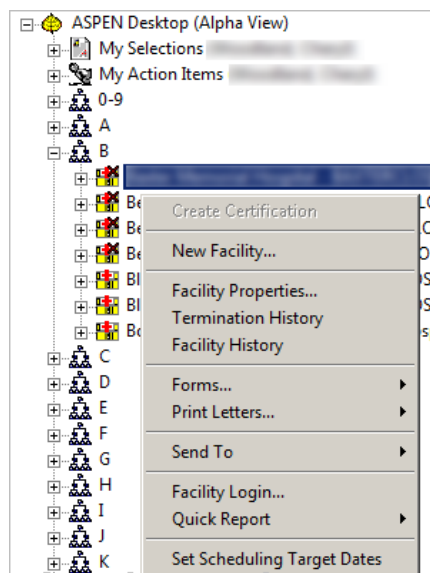 ASPEN Desktop (Alpha View)
My Selections
My Action Items
0-9
A
B
Be
Create Certification
Be
New Facility...
Be
Bl
Facility Properties...
Bl
Termination History
Bo
Facility History
C
D
Forms...
E
Print Letters...
F
G
Send To
H
Facility Login...
I
Quick Report
J
K
Set Scheduling Target Dates